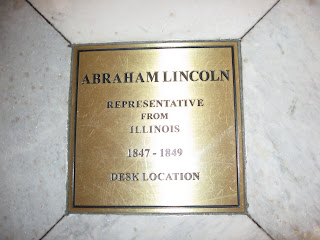 ABRAHAM LINCOLN
REPRESENTATIVE
FROM
ILLINOIS
1847 - 1849
DESK LOCATION